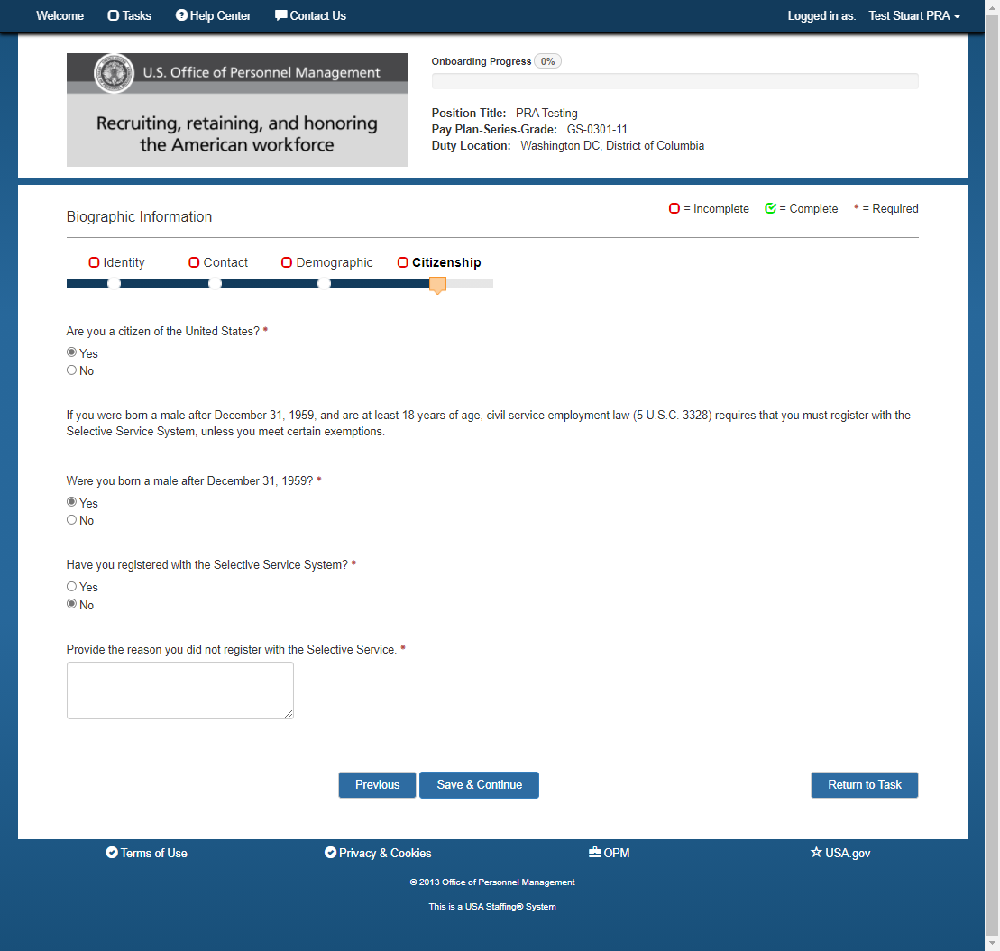 Welcome Tasks Help Center Contact Us Logged in as: Test Stuart PRA
U.S. Office of Personnel Management
Recruiting, retaining, and honoring
the American workforce
Onboarding Progress 0%
Position Title: PRA Testing
Pay Plan-Series-Grade: GS-0301-11
Duty Location: Washington DC, District of Columbia
Biographic Information
= Incomplete = Complete * = Required
Identity Contact Demographic Citizenship
Are you a citizen of the United States? *
Yes
No
If you were born a male after December 31, 1959, and are at least 18 years of age, civil service employment law (5 U.S.C. 3328) requires that you must register with the
Selective Service System, unless you meet certain exemptions.
Were you born a male after December 31, 1959? *
Yes
No
Have you registered with the Selective Service System? *
Yes
No
Provide the reason you did not register with the Selective Service. *
Previous Save & Continue Return to Task
Terms of Use Privacy & Cookies OPM USA.gov
© 2013 Office of Personnel Management
This is a USA Staffing® System